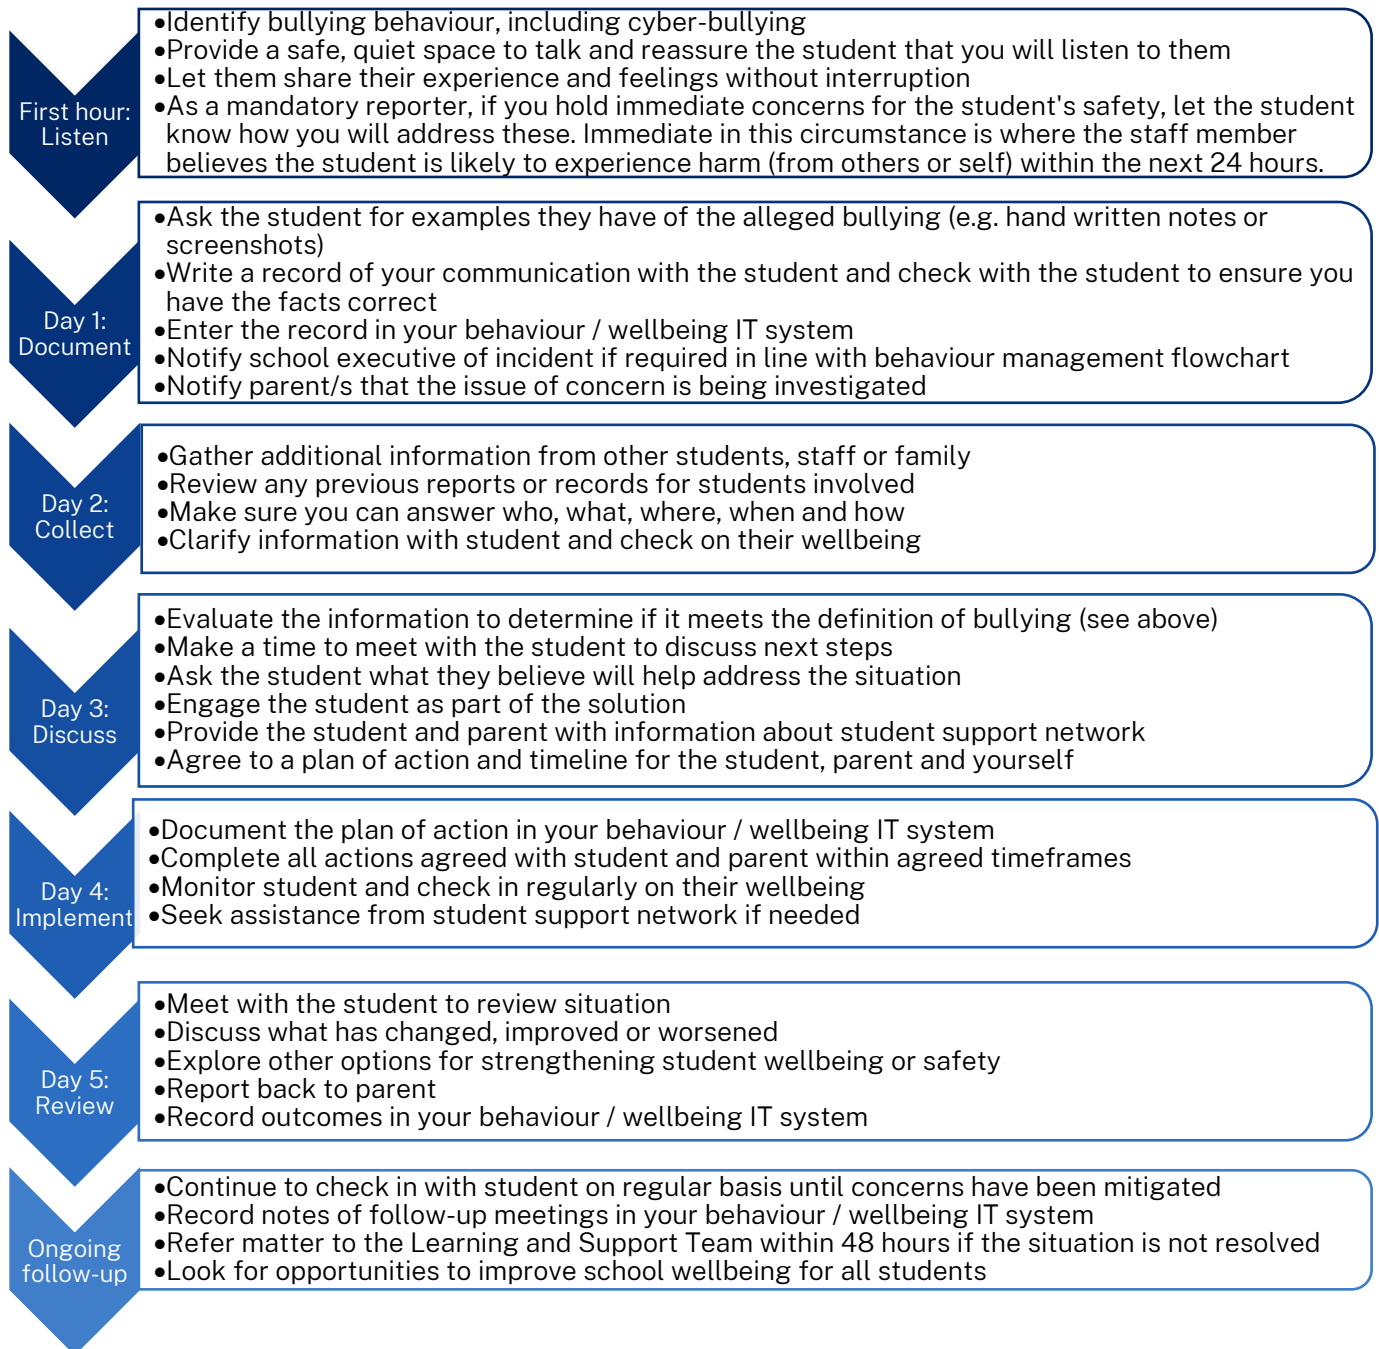 First hour:
Listen
•Identify bullying behaviour, including cyber-bullying
•Provide a safe, quiet space to talk and reassure the student that you will listen to them
•Let them share their experience and feelings without interruption
•As a mandatory reporter, if you hold immediate concerns for the student's safety, let the student
know how you will address these. Immediate in this circumstance is where the staff member
believes the student is likely to experience harm (from others or self) within the next 24 hours.
Day 1:
Document
•Ask the student for examples they have of the alleged bullying (e.g. hand written notes or
screenshots)
•Write a record of your communication with the student and check with the student to ensure you
have the facts correct
•Enter the record in your behaviour / wellbeing IT system
•Notify school executive of incident if required in line with behaviour management flowchart
•Notify parent/s that the issue of concern is being investigated
Day 2:
Collect
•Gather additional information from other students, staff or family
•Review any previous reports or records for students involved
•Make sure you can answer who, what, where, when and how
•Clarify information with student and check on their wellbeing
Day 3:
Discuss
•Evaluate the information to determine if it meets the definition of bullying (see above)
•Make a time to meet with the student to discuss next steps
•Ask the student what they believe will help address the situation
•Engage the student as part of the solution
•Provide the student and parent with information about student support network
•Agree to a plan of action and timeline for the student, parent and yourself
Day 4:
Implement
•Document the plan of action in your behaviour / wellbeing IT system
•Complete all actions agreed with student and parent within agreed timeframes
•Monitor student and check in regularly on their wellbeing
•Seek assistance from student support network if needed
Day 5:
Review
•Meet with the student to review situation
•Discuss what has changed, improved or worsened
•Explore other options for strengthening student wellbeing or safety
•Report back to parent
•Record outcomes in your behaviour / wellbeing IT system
Ongoing
follow-up
•Continue to check in with student on regular basis until concerns have been mitigated
•Record notes of follow-up meetings in your behaviour / wellbeing IT system
•Refer matter to the Learning and Support Team within 48 hours if the situation is not resolved
•Look for opportunities to improve school wellbeing for all students